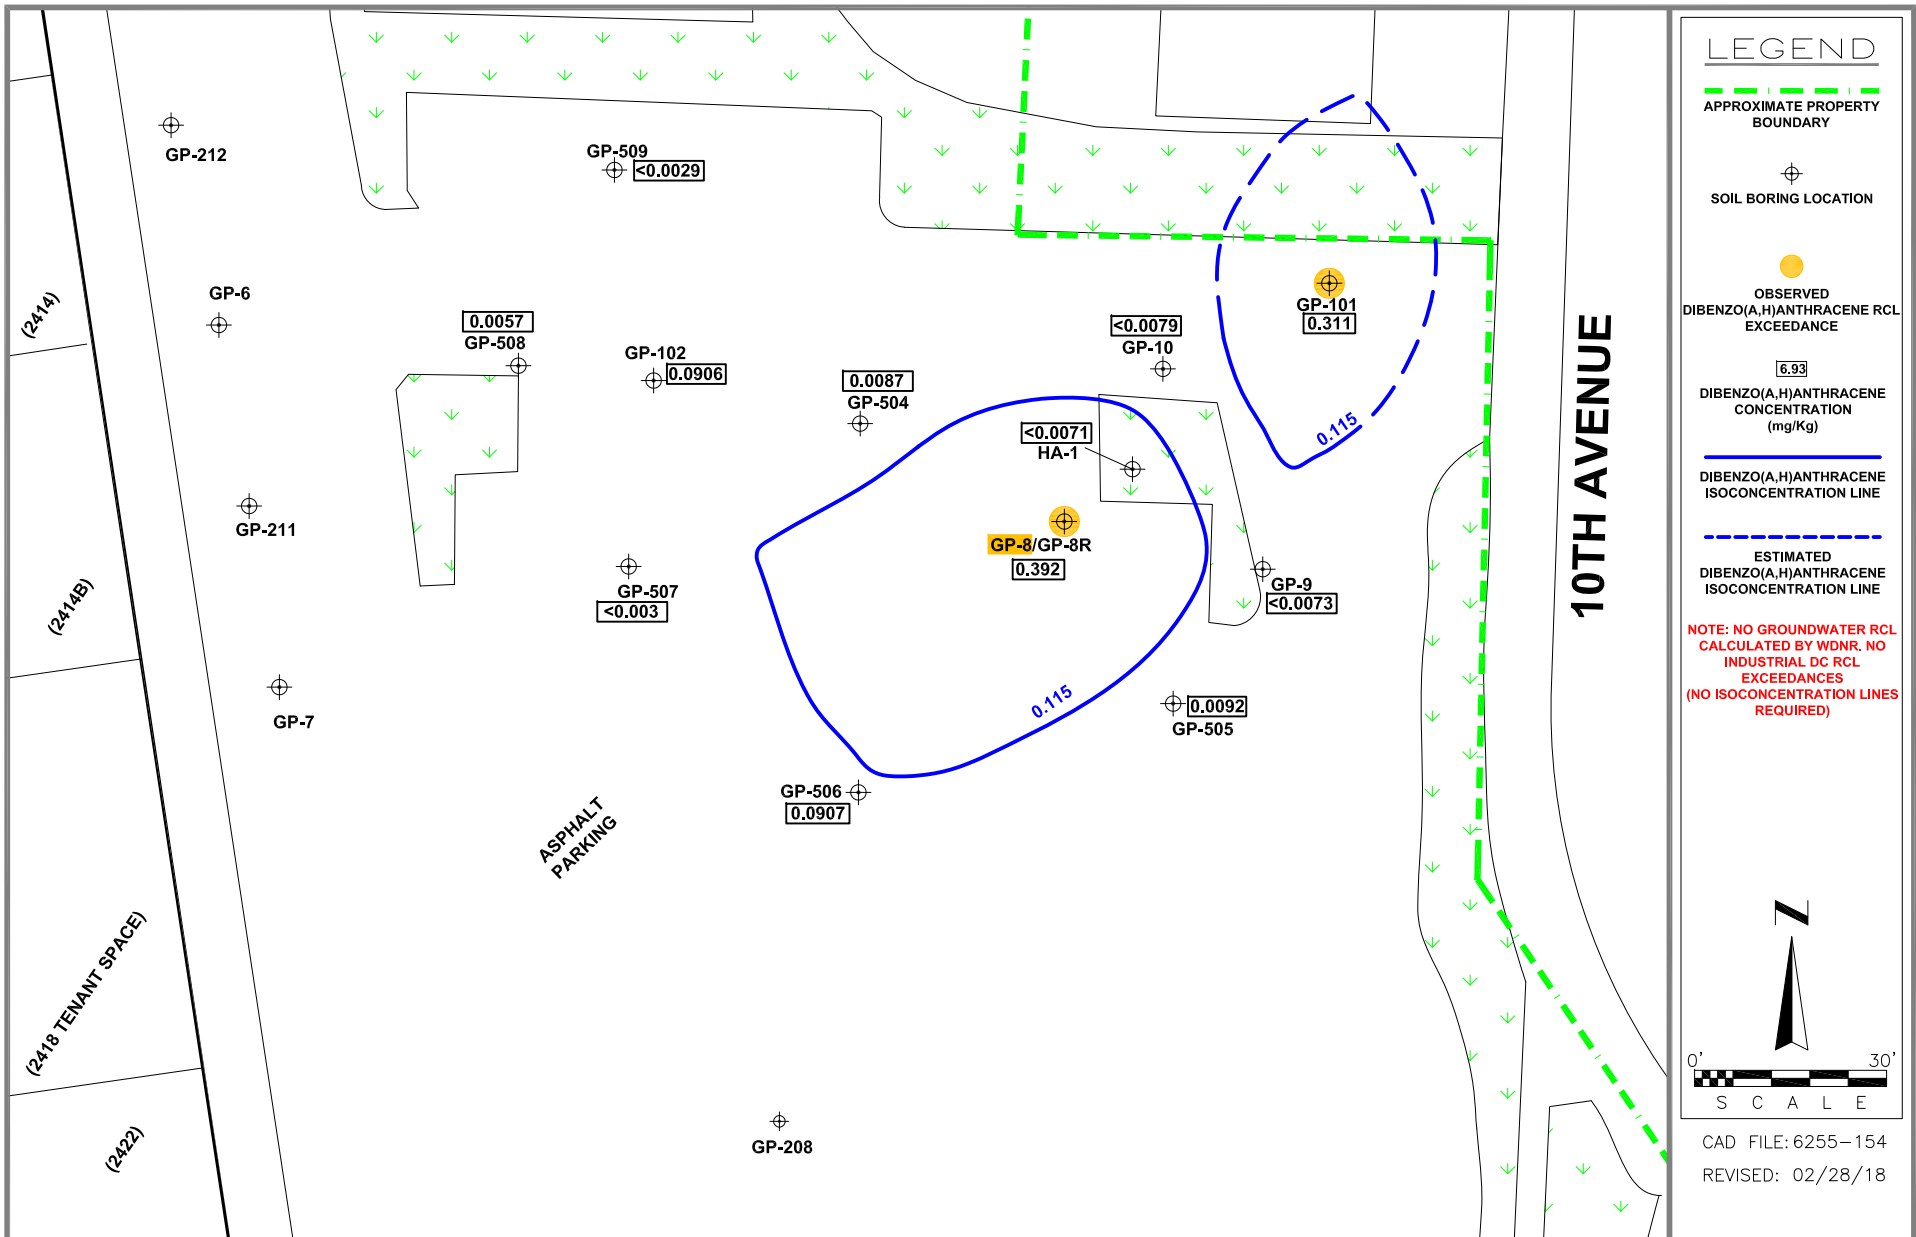 GP-212
GP-509
<0.0029
GP-6
(2414)
0.0057
GP-508
GP-102
0.0906
0.0087
GP-504
<0.0079
GP-10
GP-101
0.311
<0.0071
HA-1
0.115
10TH AVENUE
GP-211
GP-8/GP-8R
0.392
GP-507
<0.003
GP-9
<0.0073
(2414B)
GP-7
0.115
0.0092
GP-505
GP-506
0.0907
ASPHALT
PARKING
(2418 TENANT SPACE)
(2422)
GP-208
LEGEND
APPROXIMATE PROPERTY
BOUNDARY
SOIL BORING LOCATION
OBSERVED
DIBENZO(A,H)ANTHRACENE RCL
EXCEEDANCE
6.93
DIBENZO(A,H)ANTHRACENE
CONCENTRATION
(mg/Kg)
DIBENZO(A,H)ANTHRACENE
ISOCONCENTRATION LINE
ESTIMATED
DIBENZO(A,H)ANTHRACENE
ISOCONCENTRATION LINE
NOTE: NO GROUNDWATER RCL
CALCULATED BY WDNR. NO
INDUSTRIAL DC RCL
EXCEEDANCES
(NO ISOCONCENTRATION LINES
REQUIRED)
N
0' 30'
SCALE
CAD FILE: 6255-154
REVISED: 02/28/18